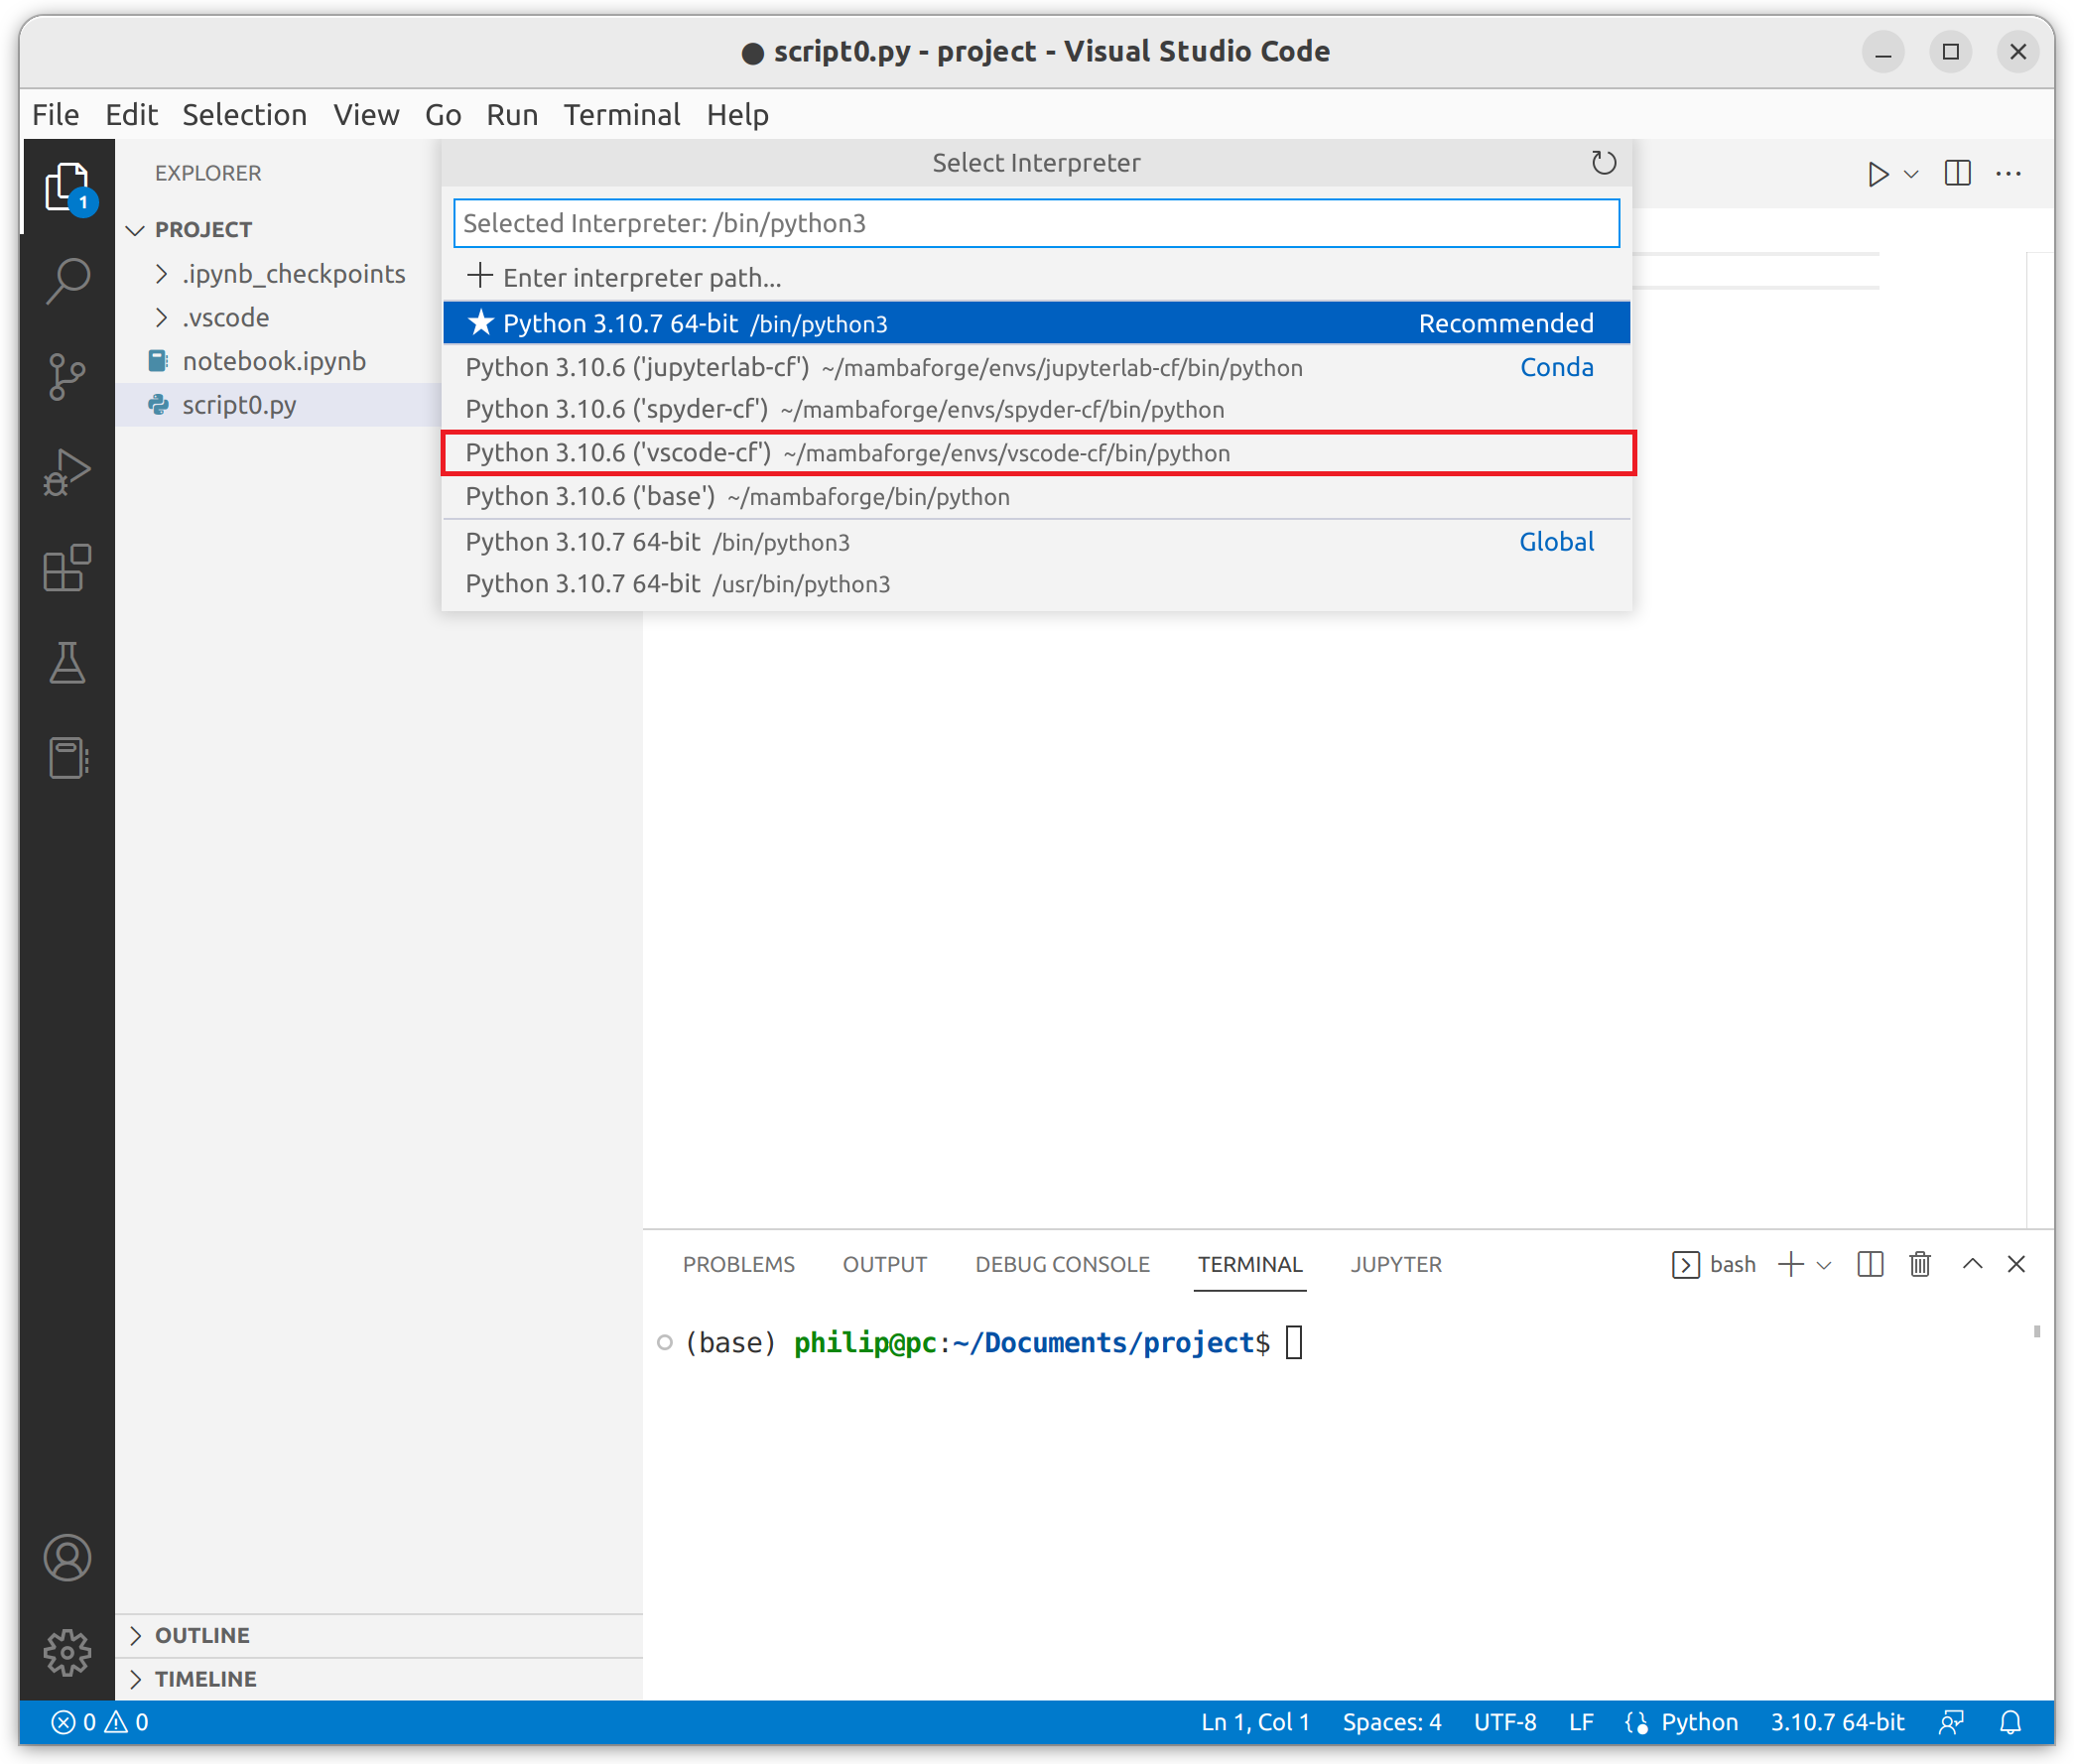 ● script0.py - project - Visual Studio Code
File Edit Selection View Go Run Terminal Help
1
EXPLORER
PROJECT
.ipynb_checkpoints
.vscode
notebook.ipynb
script0.py
Select Interpreter
Selected Interpreter: /bin/python3
+ Enter interpreter path...
★ Python 3.10.7 64-bit /bin/python3 Recommended
Python 3.10.6 ('jupyterlab-cf') ~/mambaforge/envs/jupyterlab-cf/bin/python Conda
Python 3.10.6 ('spyder-cf') ~/mambaforge/envs/spyder-cf/bin/python
Python 3.10.6 ('vscode-cf') ~/mambaforge/envs/vscode-cf/bin/python
Python 3.10.6 ('base') ~/mambaforge/bin/python
Python 3.10.7 64-bit /bin/python3 Global
Python 3.10.7 64-bit /usr/bin/python3
PROBLEMS OUTPUT DEBUG CONSOLE TERMINAL JUPYTER bash
(base) philip@pc:~/Documents/project$
OUTLINE
TIMELINE
0 0 Ln 1, Col 1 Spaces: 4 UTF-8 LF Python 3.10.7 64-bit